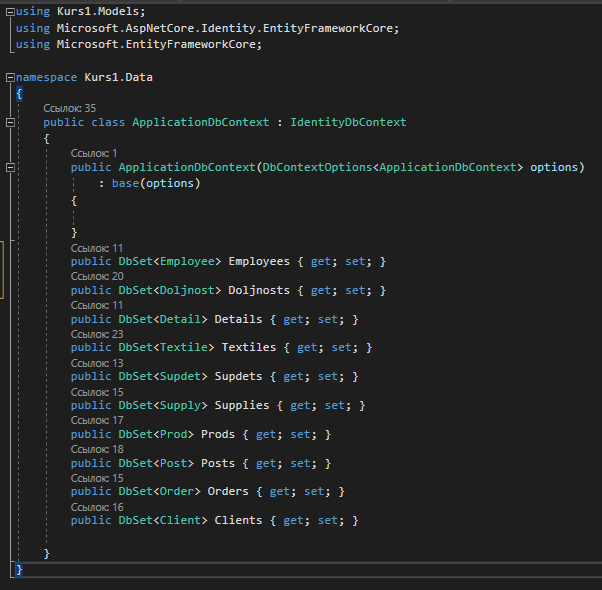 using Kurs1.Models;
using Microsoft.AspNetCore.Identity.EntityFrameworkCore;
using Microsoft.EntityFrameworkCore;
namespace Kurs1.Data
{
Ссылок: 35
public class ApplicationDbContext : IdentityDbContext
{
Ссылок: 1
public ApplicationDbContext(DbContextOptions<ApplicationDbContext> options)
: base(options)
{
}
Ссылок: 11
public DbSet<Employee> Employees { get; set; }
Ссылок: 20
public DbSet<Doljnost> Doljnosts { get; set; }
Ссылок: 11
public DbSet<Detail> Details { get; set; }
Ссылок: 23
public DbSet<Textile> Textiles { get; set; }
Ссылок: 13
public DbSet<Supdet> Supdets { get; set; }
Ссылок: 15
public DbSet<Supply> Supplies { get; set; }
Ссылок: 17
public DbSet<Prod> Prods { get; set; }
Ссылок: 18
public DbSet<Post> Posts { get; set; }
Ссылок: 15
public DbSet<Order> Orders { get; set; }
Ссылок: 16
public DbSet<Client> Clients { get; set; }
}
}